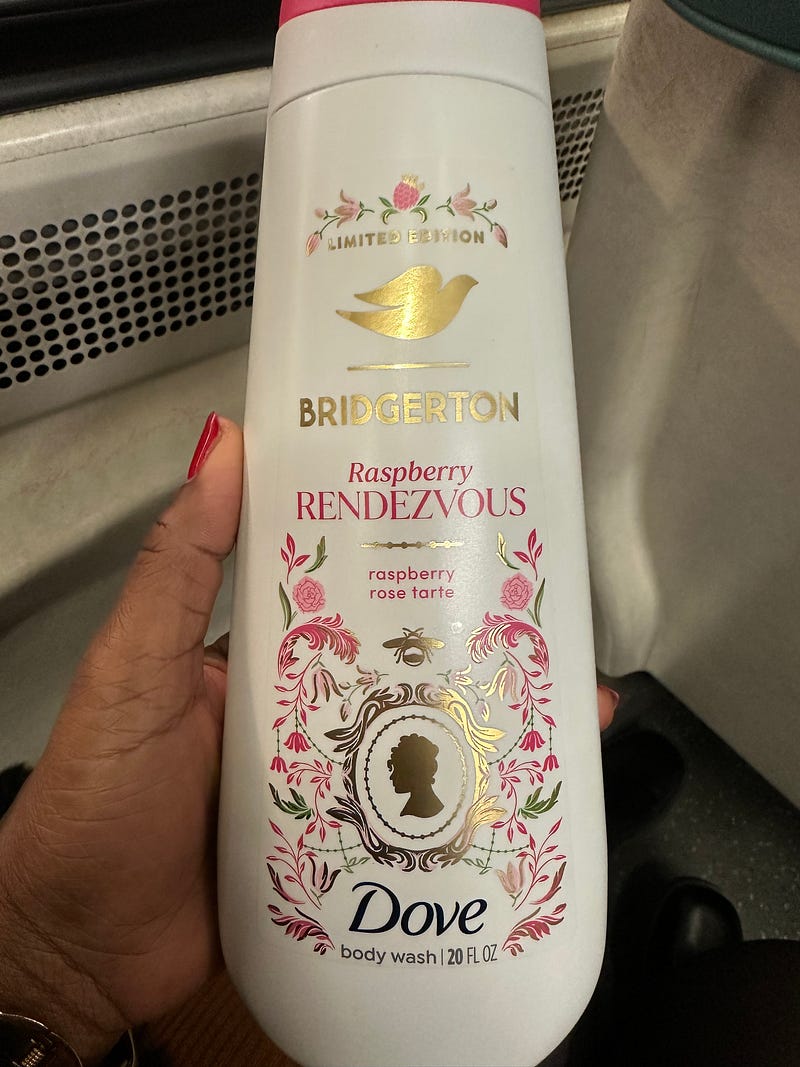 LIMITED EDITION
BRIDGERTON
Raspberry
RENDEZVOUS
raspberry
rose tarte
Dove
body wash | 20 FL OZ